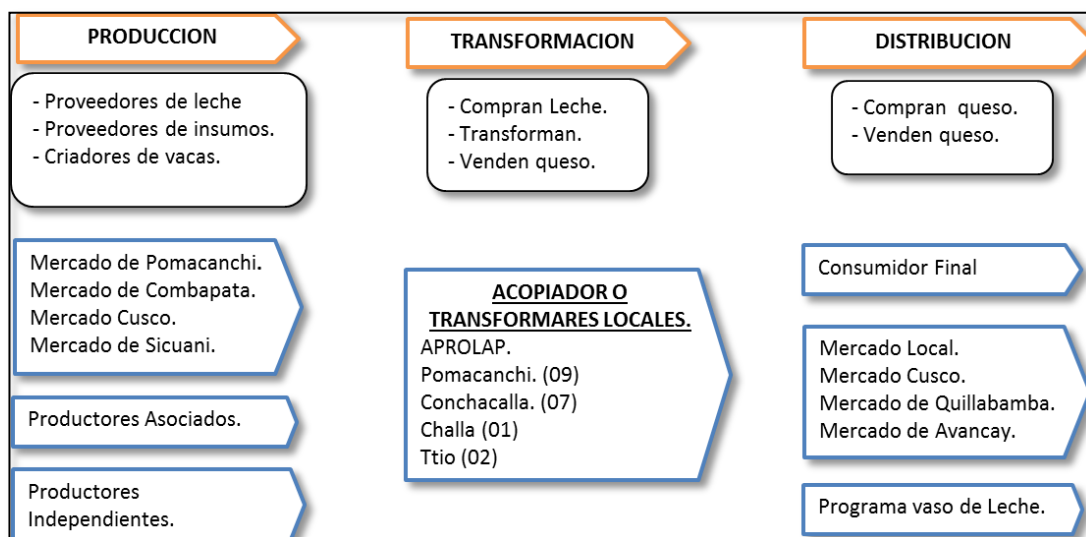 PRODUCCION
- Proveedores de leche
- Proveedores de insumos.
- Criadores de vacas.
Mercado de Pomacanchi.
Mercado de Combapata.
Mercado Cusco.
Mercado de Sicuani.
Productores Asociados.
Productores
Independientes.
TRANSFORMACION
- Compran Leche.
- Transforman.
- Venden queso.
ACOPIADOR O
TRANSFORMARES LOCALES.
APROLAP.
Pomacanchi. (09)
Conchacalla. (07)
Challa (01)
Ttio (02)
DISTRIBUCION
- Compran queso.
- Venden queso.
Consumidor Final
Mercado Local.
Mercado Cusco.
Mercado de Quillabamba.
Mercado de Avancay.
Programa vaso de Leche.